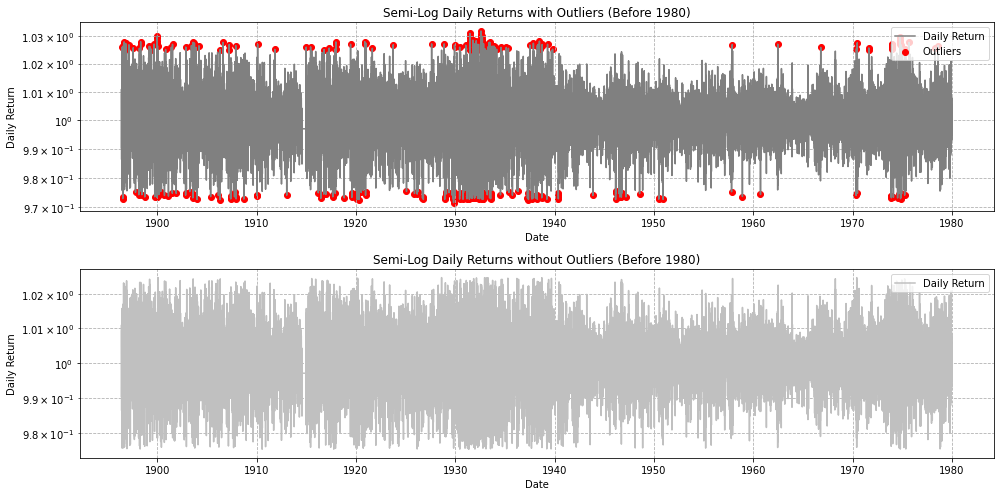 Semi-Log Daily Returns with Outliers (Before 1980)
Daily Return
1.03 × 10⁰
1.02 × 10⁰
1.01 × 10⁰
10⁰
9.9 × 10⁻¹
9.8 × 10⁻¹
9.7 × 10⁻¹
Daily Return
Outliers
1900 1910 1920 1930 1940 1950 1960 1970 1980
Date
Semi-Log Daily Returns without Outliers (Before 1980)
Daily Return
1.02 × 10⁰
1.01 × 10⁰
10⁰
9.9 × 10⁻¹
9.8 × 10⁻¹
Daily Return
1900 1910 1920 1930 1940 1950 1960 1970 1980
Date